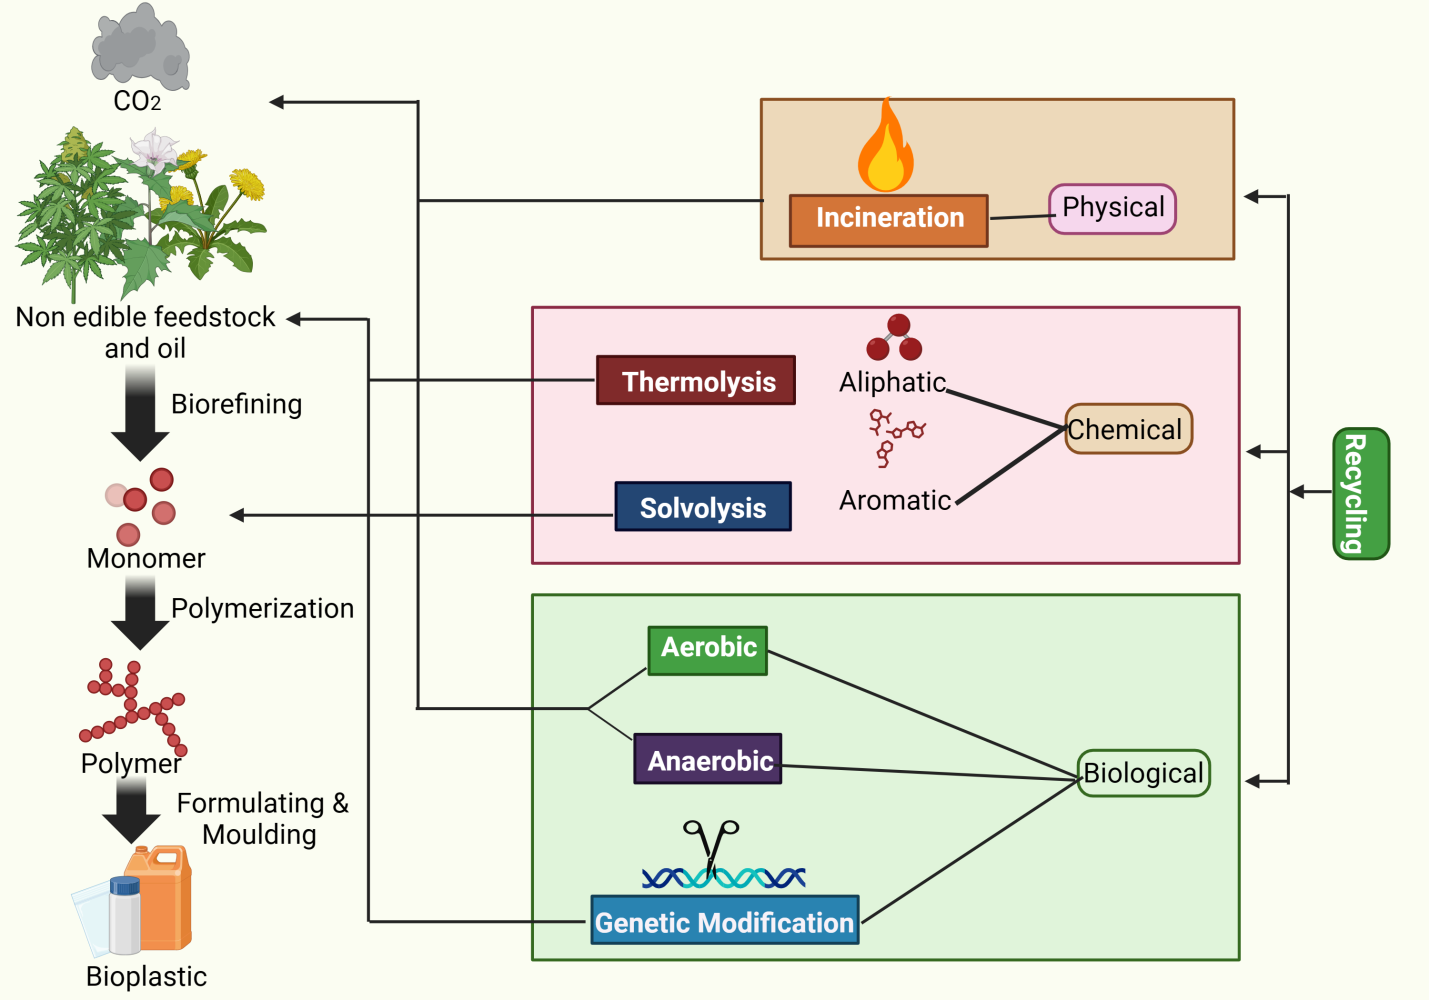 CO2
Non edible feedstock
and oil
Biorefining
Monomer
Polymerization
Polymer
Formulating &
Moulding
Bioplastic
Incineration
Physical
Thermolysis
Aliphatic
Chemical
Solvolysis
Aromatic
Aerobic
Anaerobic
Biological
Genetic Modification
Recycling